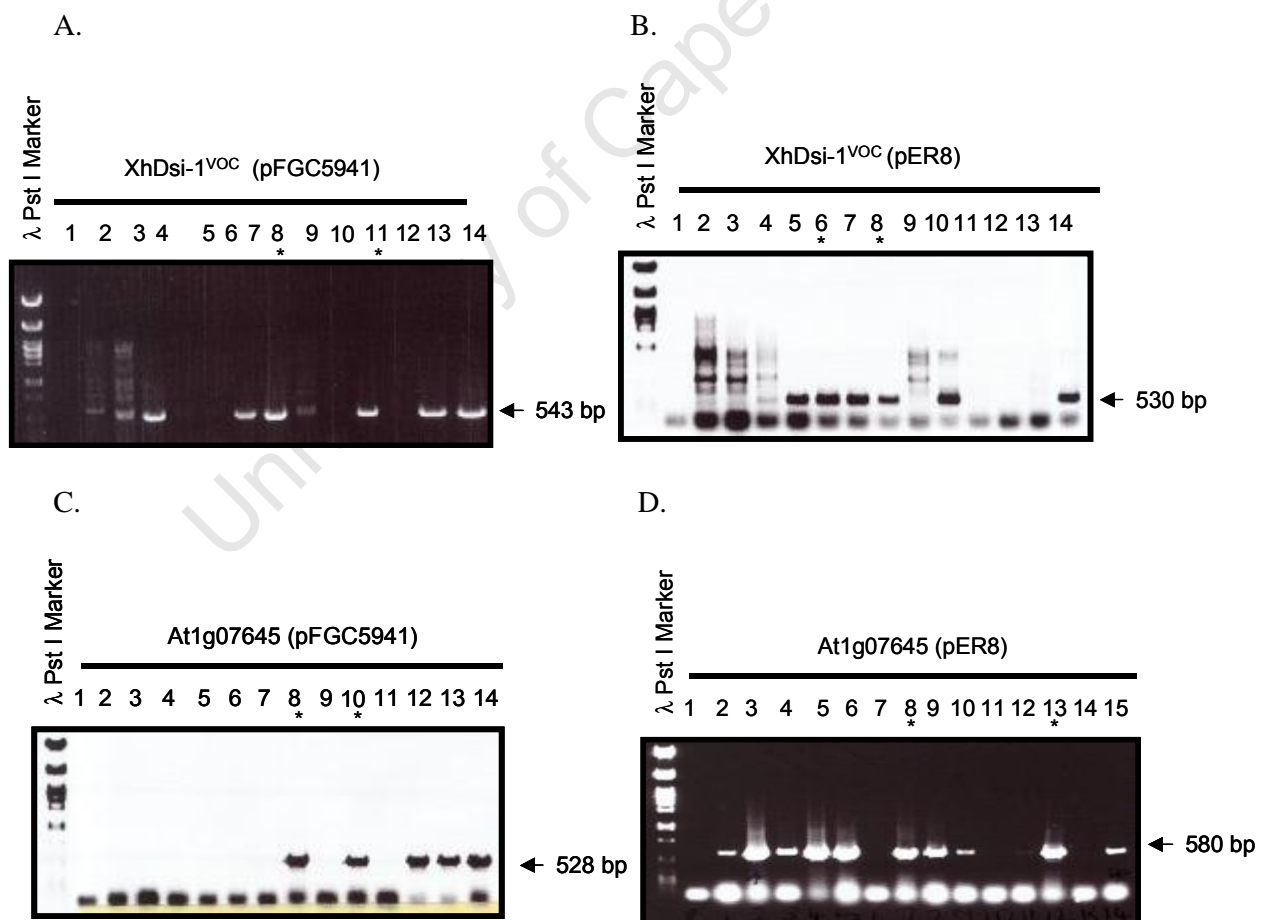 A.
λ Pst I Marker
XhDsi-1VOC (pFGC5941)
1 2 3 4 5 6 7 8 9 10 11 12 13 14
* *
543 bp
B.
λ Pst I Marker
XhDsi-1VOC (pER8)
1 2 3 4 5 6 7 8 9 10 11 12 13 14
* *
530 bp
C.
λ Pst I Marker
At1g07645 (pFGC5941)
1 2 3 4 5 6 7 8 9 10 11 12 13 14
* *
528 bp
D.
λ Pst I Marker
At1g07645 (pER8)
1 2 3 4 5 6 7 8 9 10 11 12 13 14 15
* *
580 bp
of Cape